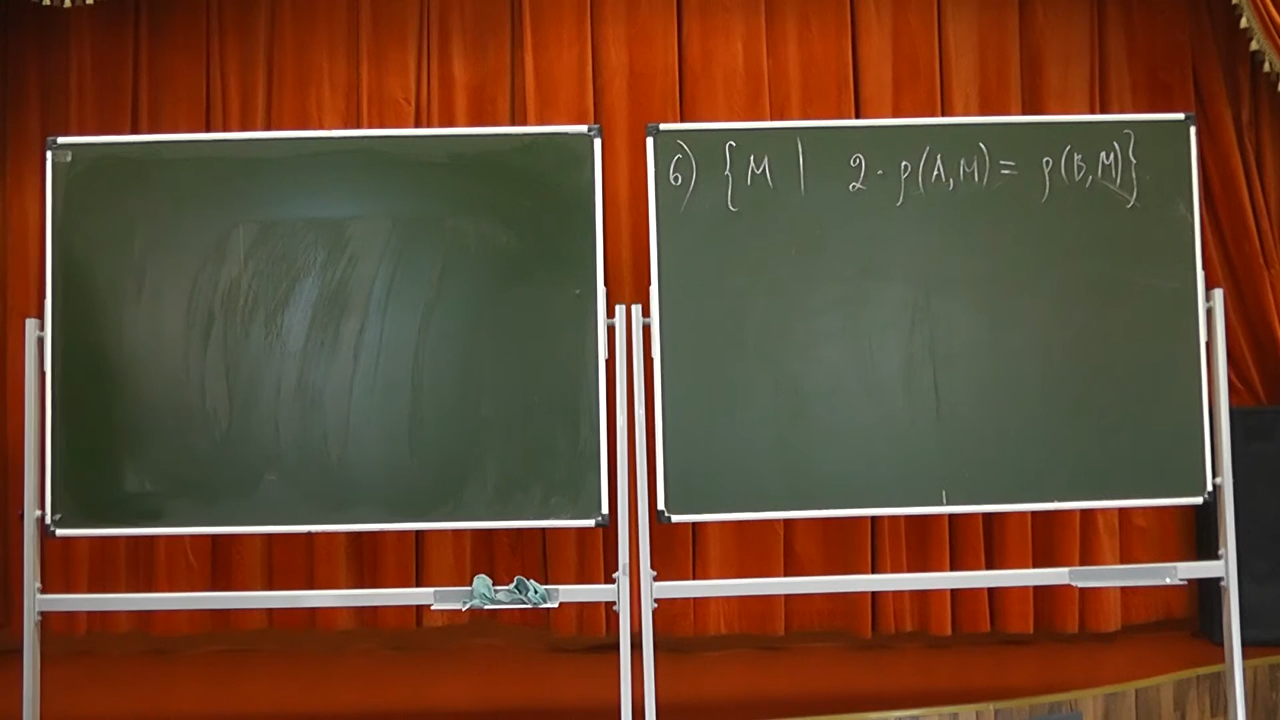 6) {M | 2·ρ(A,M) = ρ(B,M)}